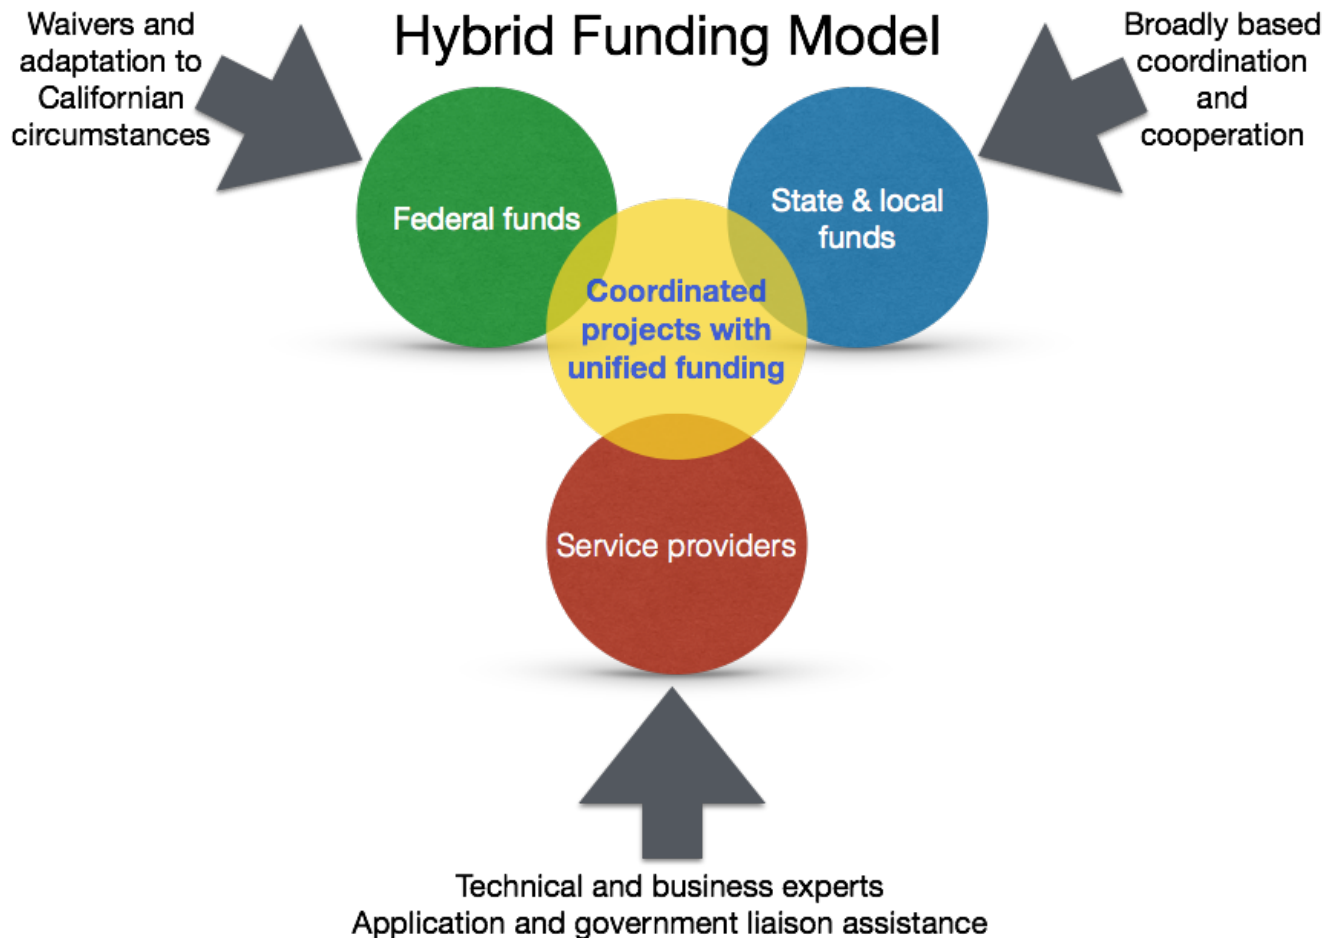 Hybrid Funding Model
Waivers and
adaptation to
Californian
circumstances
Broadly based
coordination
and
cooperation
Federal funds
State & local
funds
Coordinated
projects with
unified funding
Service providers
Technical and business experts
Application and government liaison assistance